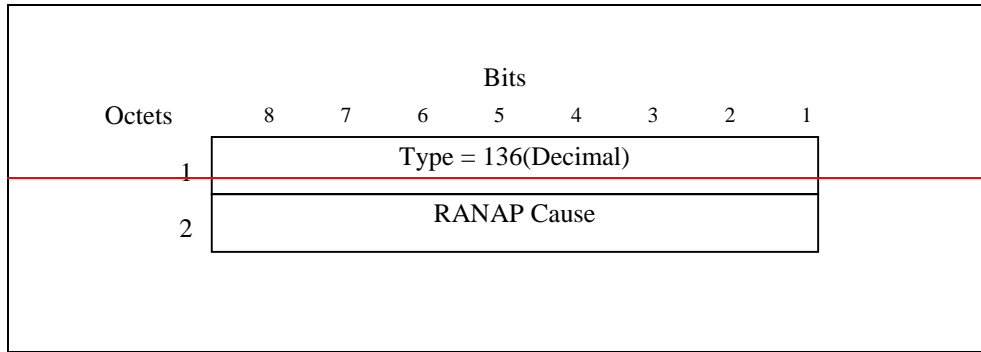 Bits
Octets 8 7 6 5 4 3 2 1
1 Type = 136(Decimal)
2 RANAP Cause